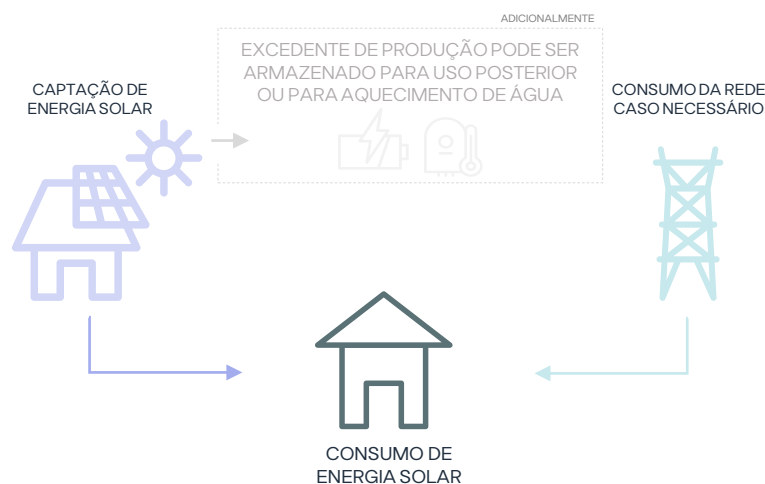 ADICIONALMENTE
EXCEDENTE DE PRODUÇÃO PODE SER
ARMAZENADO PARA USO POSTERIOR
OU PARA AQUECIMENTO DE ÁGUA
CAPTAÇÃO DE
ENERGIA SOLAR
CONSUMO DA REDE
CASO NECESSÁRIO
CONSUMO DE
ENERGIA SOLAR